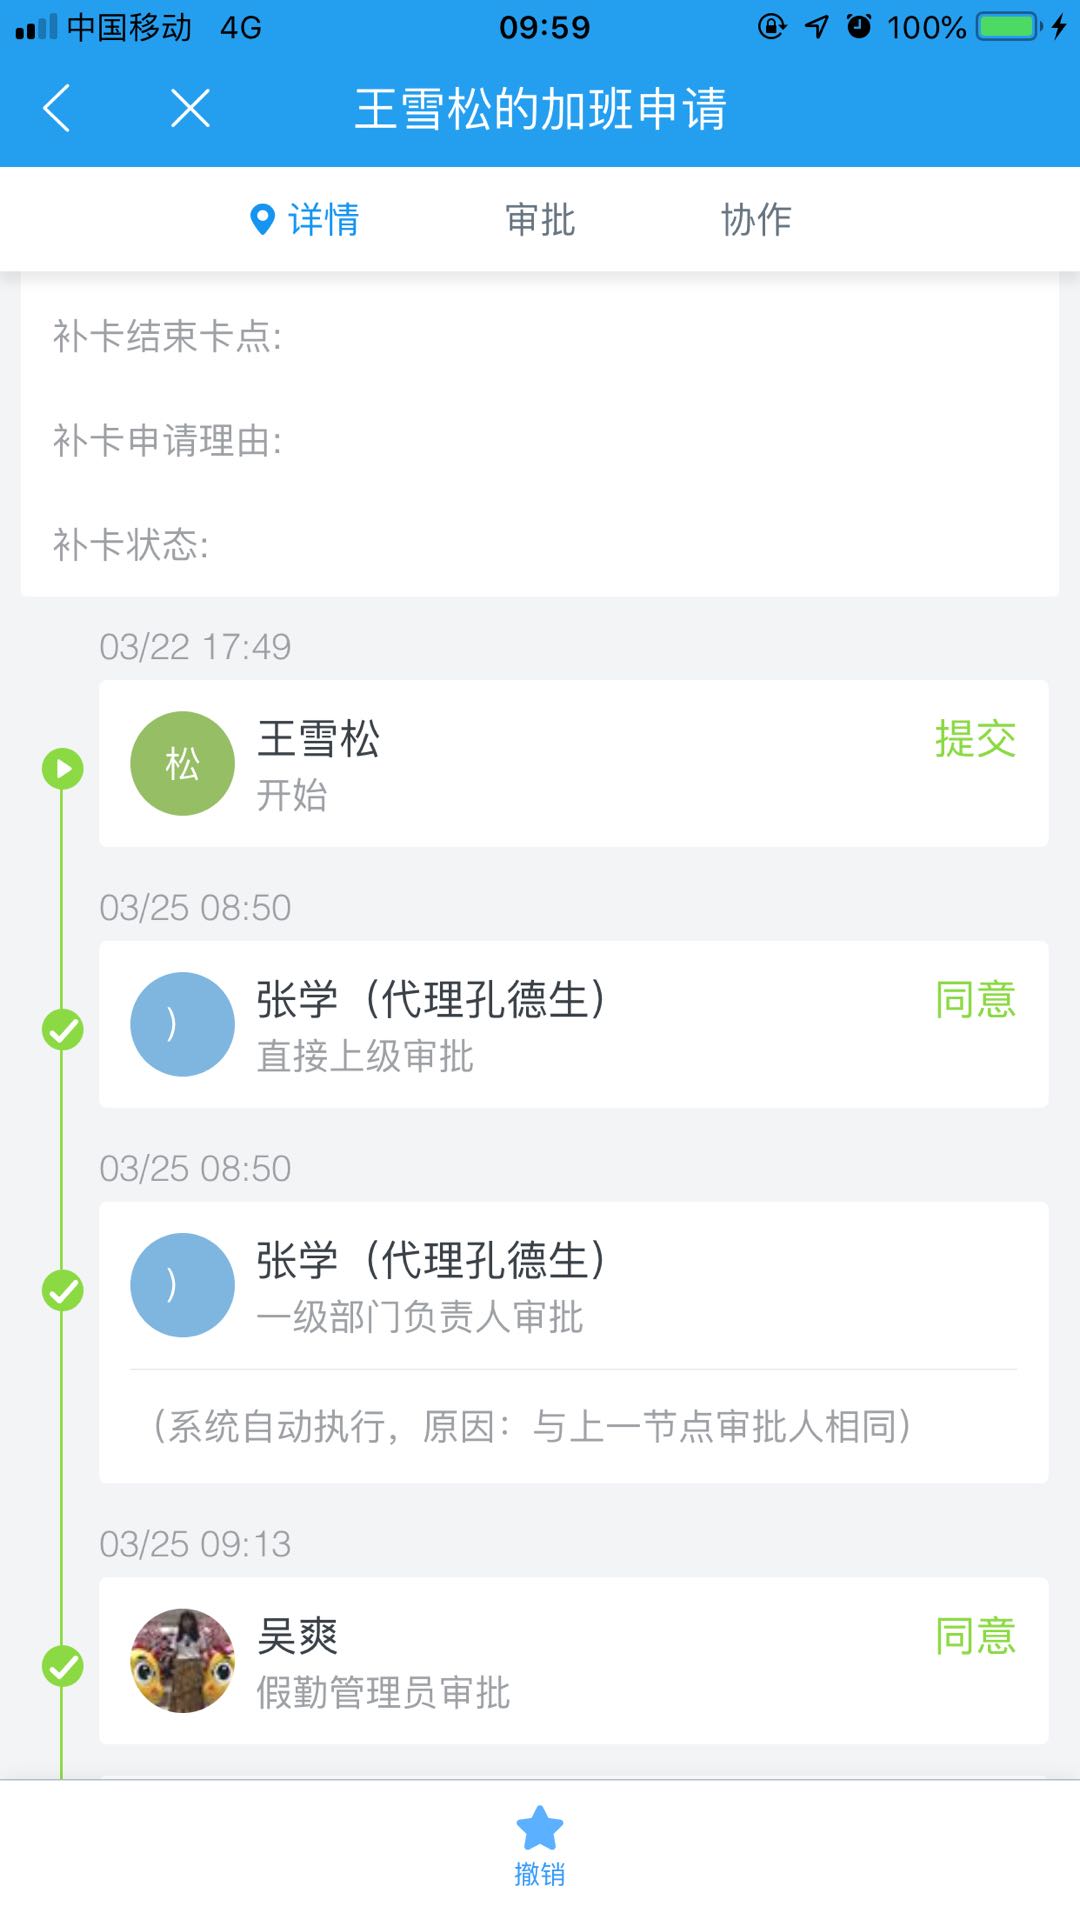 中国移动 4G 09:59 100%
王雪松的加班申请
详情 审批 协作
补卡结束卡点:
补卡申请理由:
补卡状态:
03/22 17:49
松 王雪松 提交
开始
03/25 08:50
） 张学（代理孔德生） 同意
直接上级审批
03/25 08:50
） 张学（代理孔德生）
一级部门负责人审批
（系统自动执行，原因：与上一节点审批人相同）
03/25 09:13
吴爽 同意
假勤管理员审批
撤销